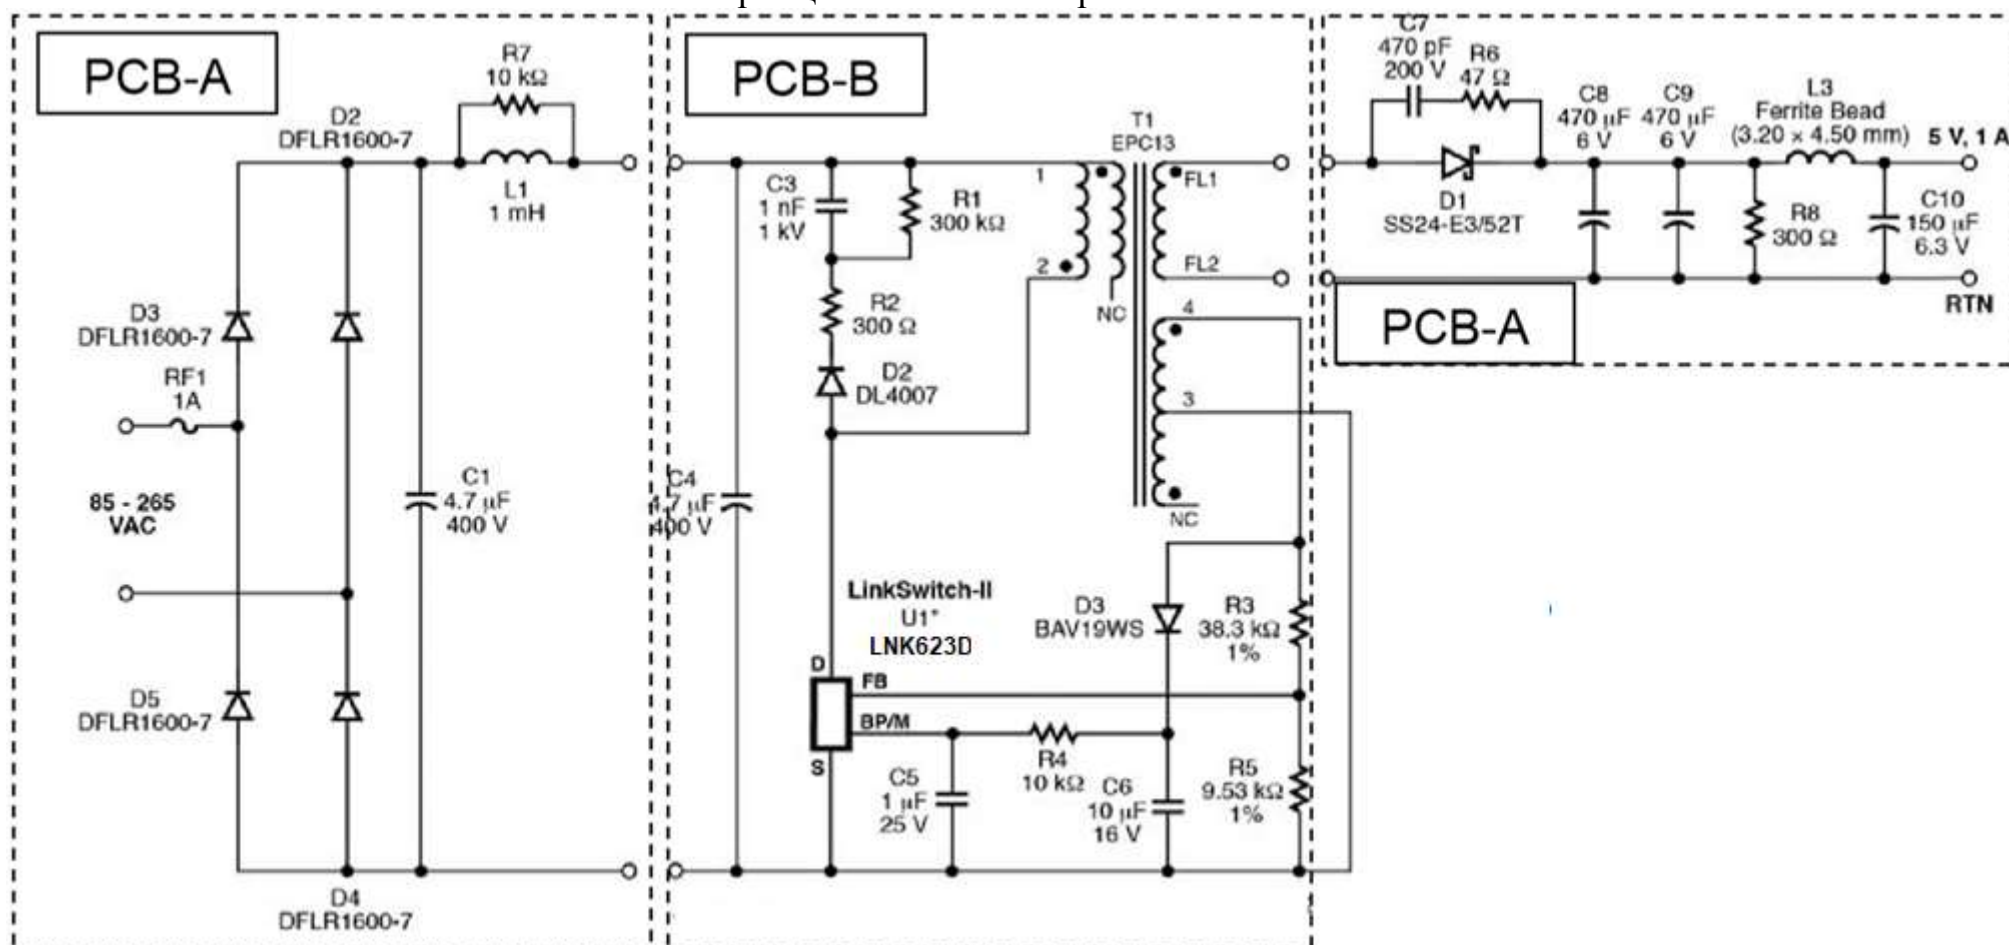 PCB-A
R7
10 kΩ
D2
DFLR1600-7
L1
1 mH
D3
DFLR1600-7
RF1
1A
85 - 265
VAC
C1
4.7 µF
400 V
D5
DFLR1600-7
D4
DFLR1600-7
PCB-B
C4
4.7 µF
400 V
C3
1 nF
1 kV
R1
300 kΩ
R2
300 Ω
D2
DL4007
T1
EPC13
1
2
NC
FL1
FL2
4
3
NC
LinkSwitch-II
U1*
LNK623D
D
FB
BP/M
S
D3
BAV19WS
R3
38.3 kΩ
1%
C5
1 µF
25 V
R4
10 kΩ
C6
10 µF
16 V
R5
9.53 kΩ
1%
C7
470 pF
200 V
R6
47 Ω
D1
SS24-E3/52T
C8
470 µF
6 V
C9
470 µF
6 V
L3
Ferrite Bead
(3.20 × 4.50 mm)
5 V, 1 A
R8
300 Ω
C10
150 µF
6.3 V
RTN
PCB-A